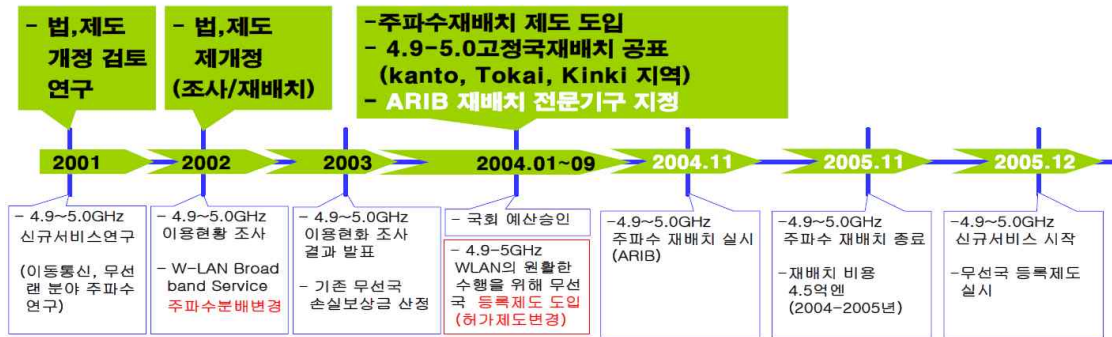 - 법,제도
개정 검토
연구
- 법,제도
제개정
(조사/재배치)
-주파수재배치 제도 도입
- 4.9-5.0고정국재배치 공표
(kanto, Tokai, Kinki 지역)
- ARIB 재배치 전문기구 지정
2001
2002
2003
2004.01~09
2004.11
2005.11
2005.12
- 4.9~5.0GHz
신규서비스연구
(이동통신, 무선
랜 분야 주파수
연구)
- 4.9~5.0GHz
이용현황 조사
- W-LAN Broad
band Service
주파수분배변경
- 4.9~5.0GHz
이용현화 조사
결과 발표
- 기존 무선국
손실보상금 산정
- 국회 예산승인
- 4.9-5GHz
WLAN의 원활한
수행을 위해 무선
국 등록제도 도입
(허가제도변경)
-4.9~5.0GHz
주파수 재배치 실시
(ARIB)
-4.9~5.0GHz
주파수 재배치 종료
-재배치 비용
4.5억엔
(2004-2005년)
-4.9~5.0GHz
신규서비스 시작
-무선국 등록제도
실시